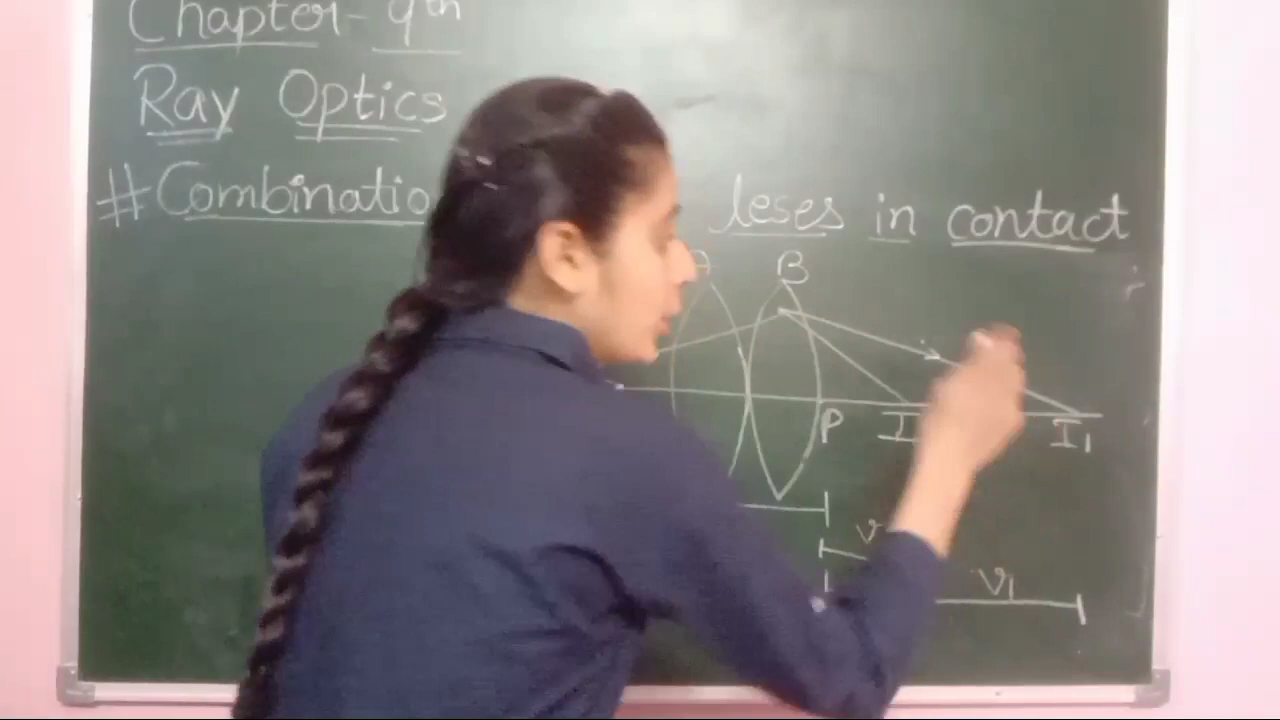 Chapter - 9th
Ray Optics
#Combinatio leses in contact
A B
P I I1
v
V1